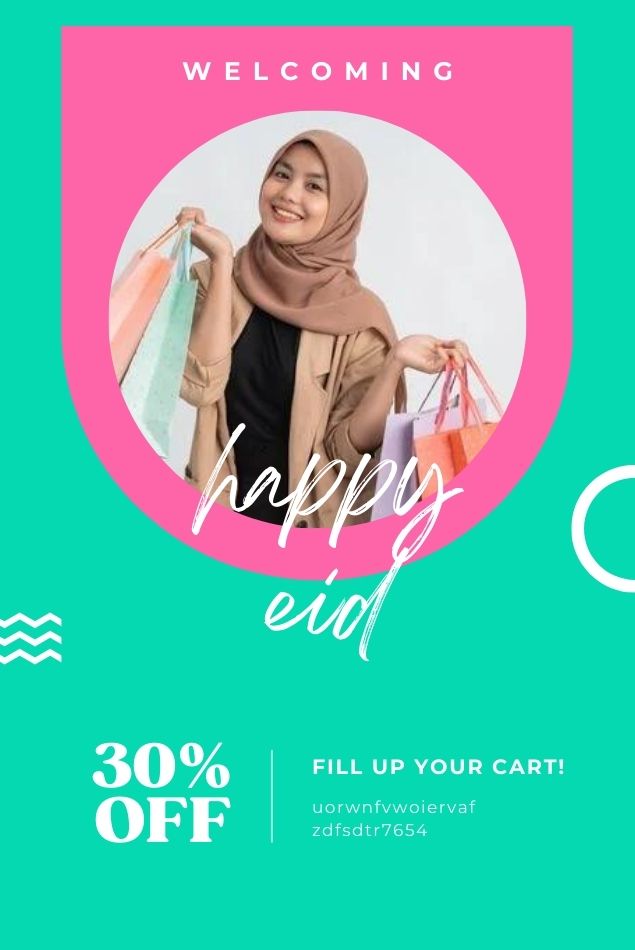 WELCOMING
happy
eid
30%
OFF
FILL UP YOUR CART!
uorwnfvwoiervaf
zdfsdtr7654